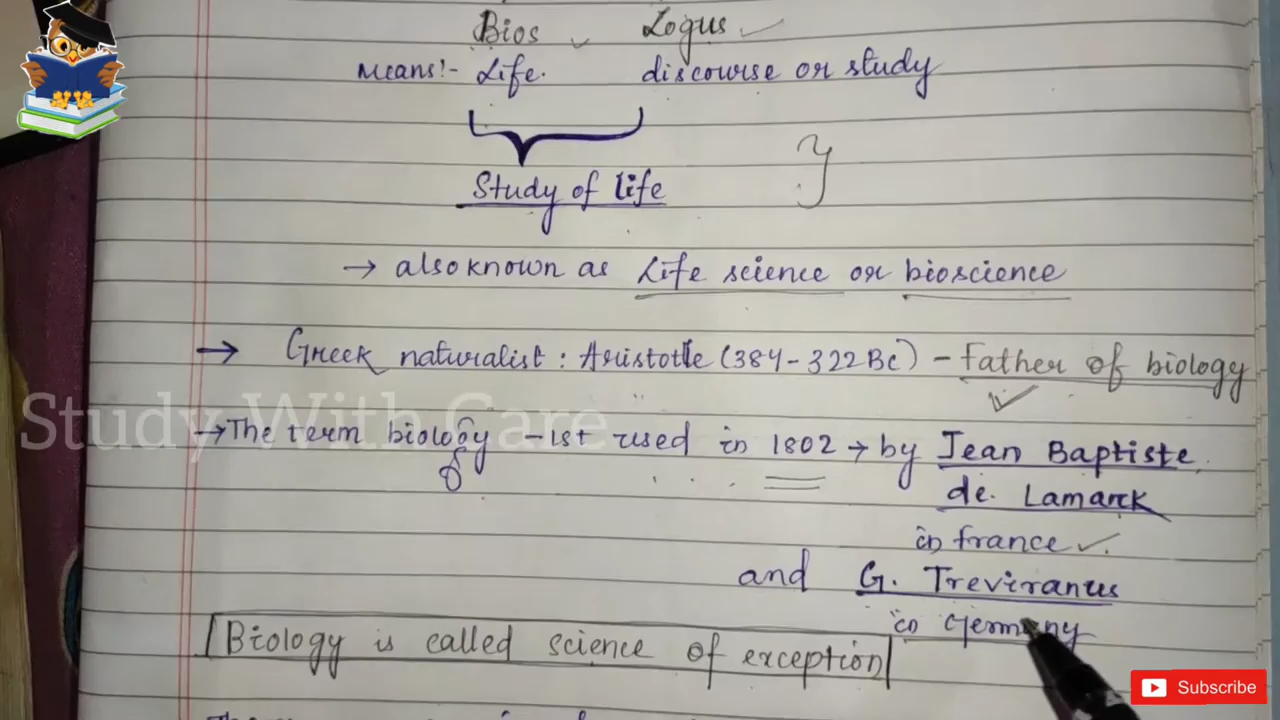 Bios Logus
Means:- Life. discourse or study
Study of life
y
→ also known as Life science or bioscience
→ Greek naturalist : Aristotle (384-322 BC) - Father of biology
Study With Care
→ The term biology - 1st used in 1802 → by Jean Baptiste
de. Lamarck
in france
and G. Treviranus
in Germany
Biology is called science of exception
Subscribe